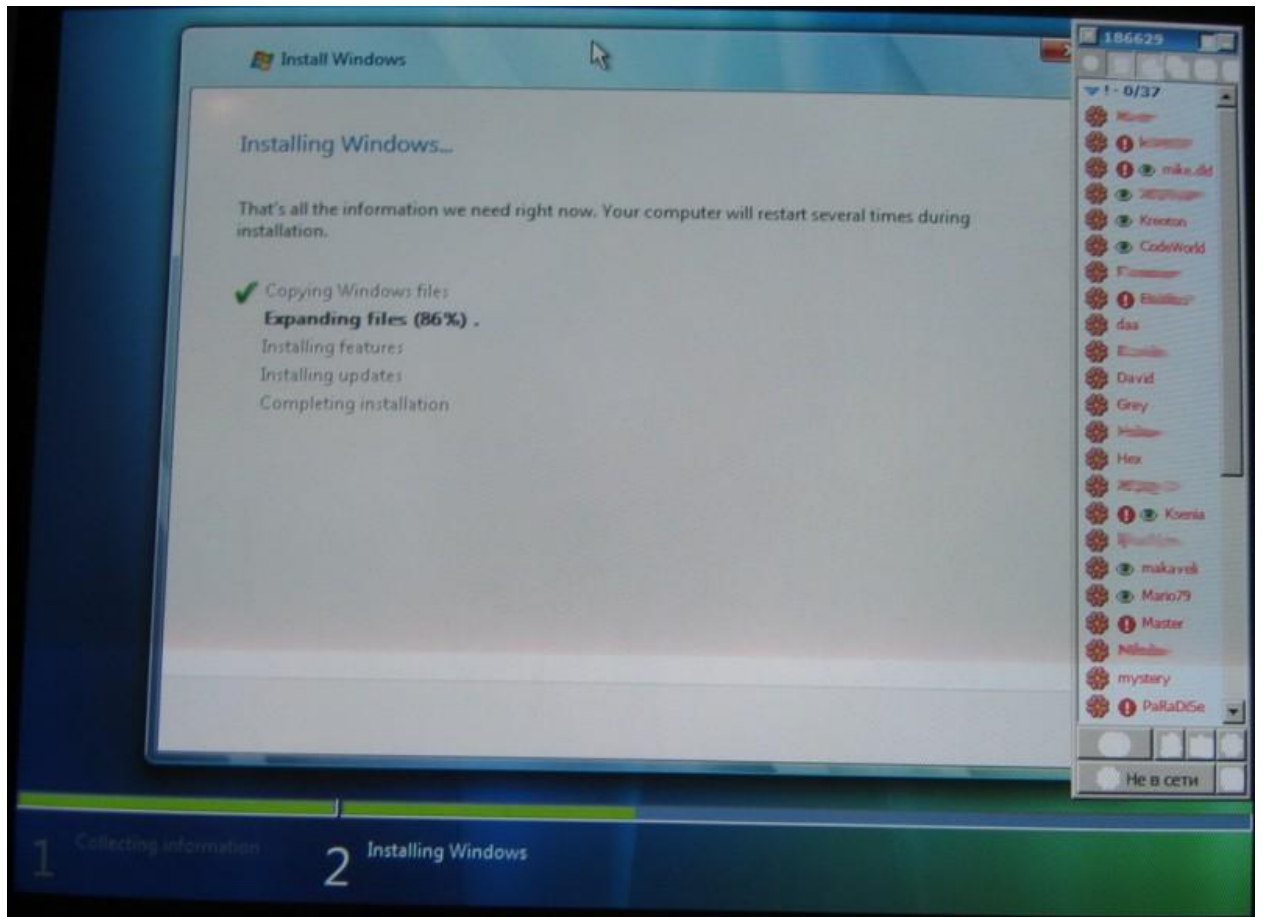 Install Windows
Installing Windows...
That's all the information we need right now. Your computer will restart several times during
installation.
Copying Windows files
Expanding files (86%) .
Installing features
Installing updates
Completing installation
1 Collecting information
2 Installing Windows
186629
! - 0/37
mike.dd
Kreoton
CodeWorld
daa
David
Grey
Hex
Ksenia
makaveli
Mario79
Master
mystery
PaRaDiSe
Не в сети